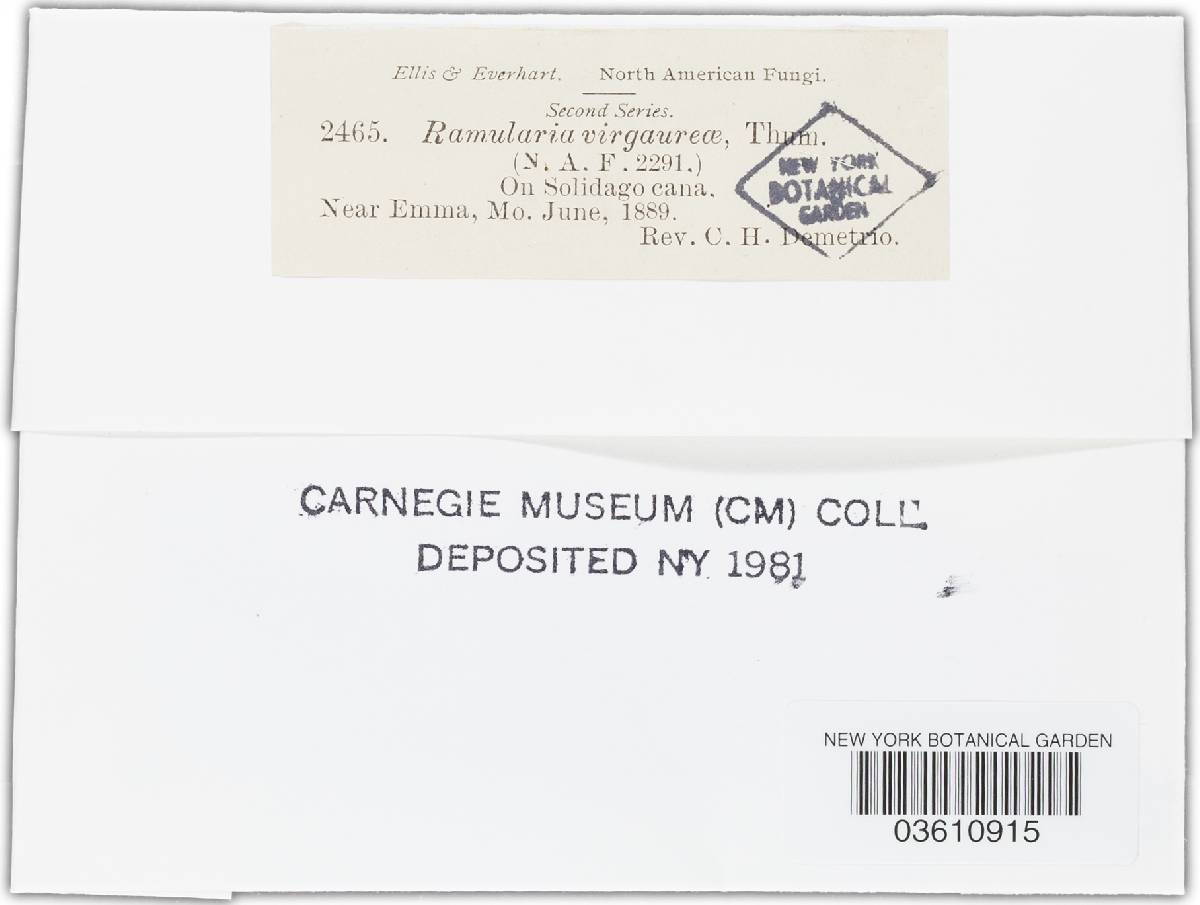 Ellis & Everhart. North American Fungi.
Second Series.
2465. Ramularia virgaureæ, Thum.
(N. A. F. 2291.)
On Solidago cana.
Near Emma, Mo. June, 1889.
Rev. C. H. Demetrio.
NEW YORK
BOTANICAL
GARDEN
CARNEGIE MUSEUM (CM) COLL.
DEPOSITED NY 1981
NEW YORK BOTANICAL GARDEN
03610915